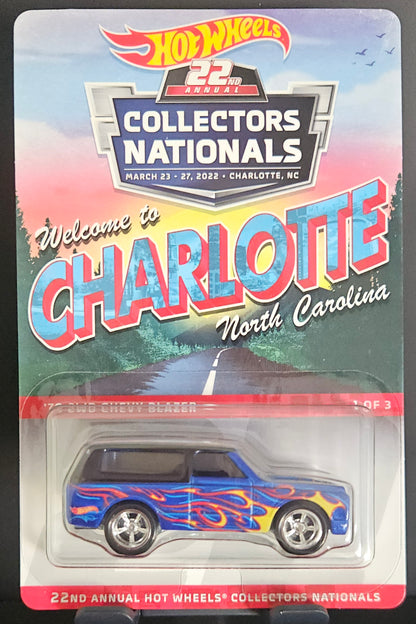 HOT WHEELS
22ND
ANNUAL
COLLECTORS
NATIONALS
MARCH 23 - 27, 2022 • CHARLOTTE, NC
Welcome to
CHARLOTTE
North Carolina
2WD CHEVY BLAZER
1 OF 3
22ND ANNUAL HOT WHEELS® COLLECTORS NATIONALS